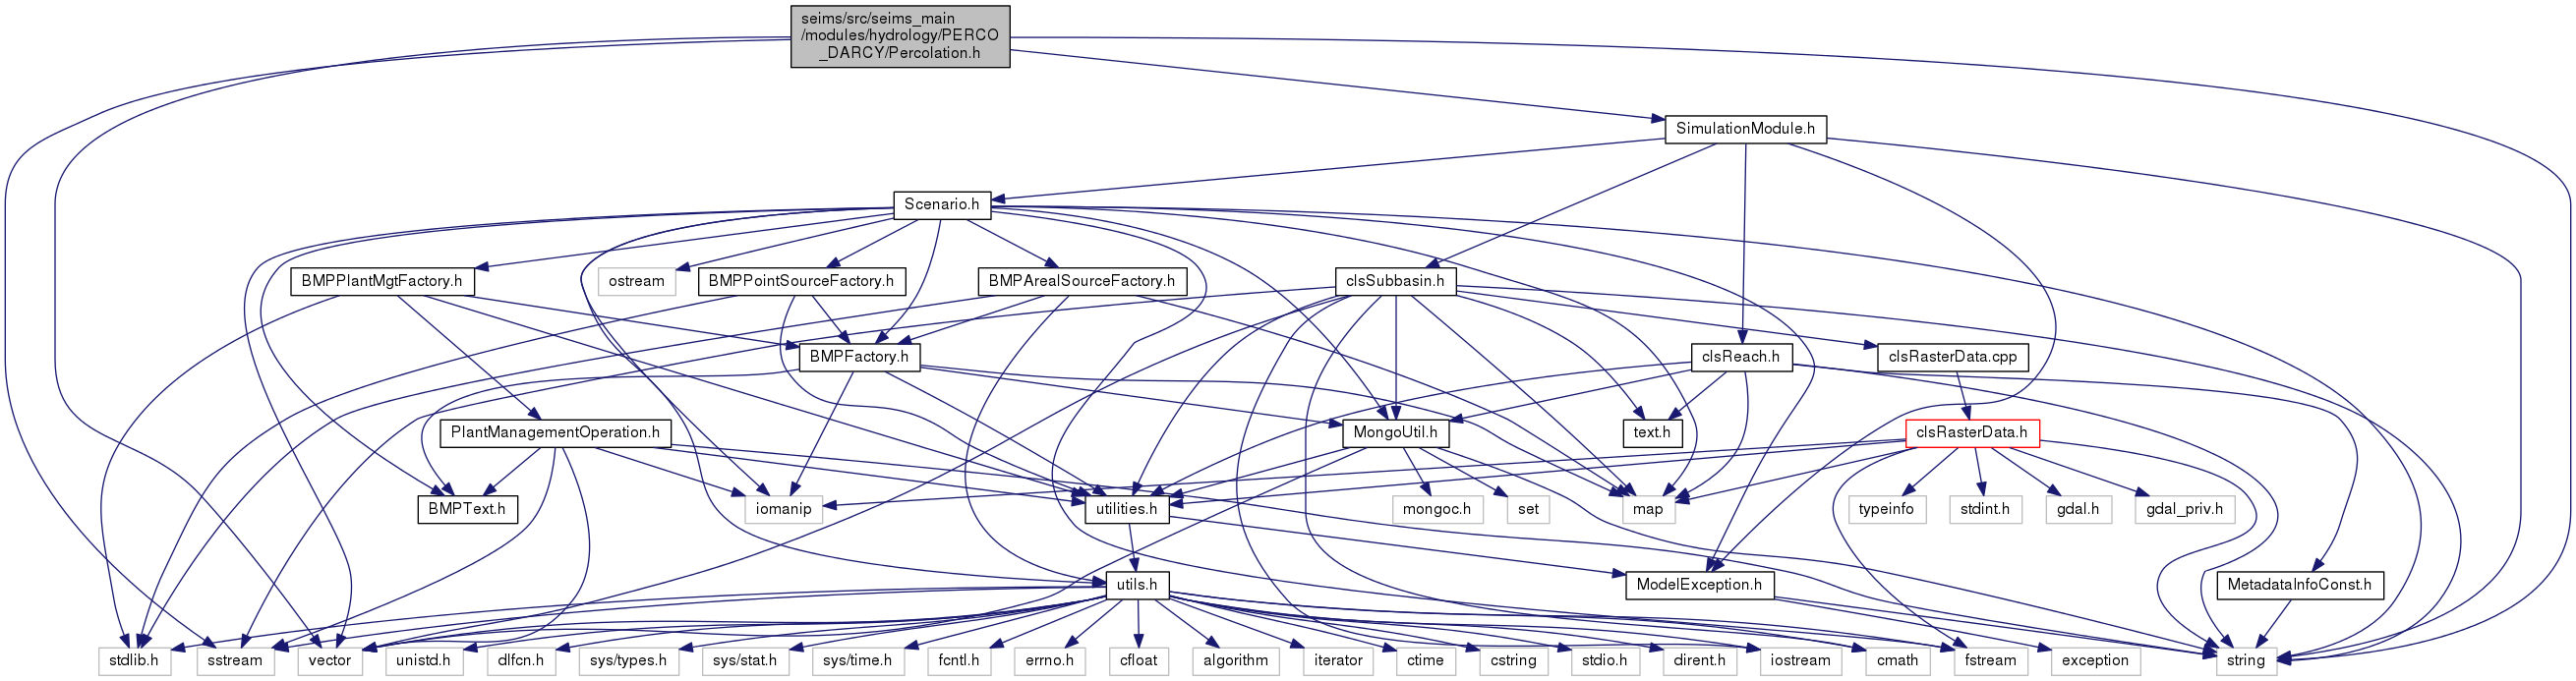 seims/src/seims_main
/modules/hydrology/PERCO
_DARCY/Percolation.h
SimulationModule.h
Scenario.h
BMPPlantMgtFactory.h
ostream
BMPPointSourceFactory.h
BMPArealSourceFactory.h
clsSubbasin.h
BMPFactory.h
clsReach.h
clsRasterData.cpp
PlantManagementOperation.h
MongoUtil.h
text.h
clsRasterData.h
BMPText.h
iomanip
utilities.h
mongoc.h
set
map
typeinfo
stdint.h
gdal.h
gdal_priv.h
utils.h
ModelException.h
MetadataInfoConst.h
stdlib.h
sstream
vector
unistd.h
dlfcn.h
sys/types.h
sys/stat.h
sys/time.h
fcntl.h
errno.h
cfloat
algorithm
iterator
ctime
cstring
stdio.h
dirent.h
iostream
cmath
fstream
exception
string